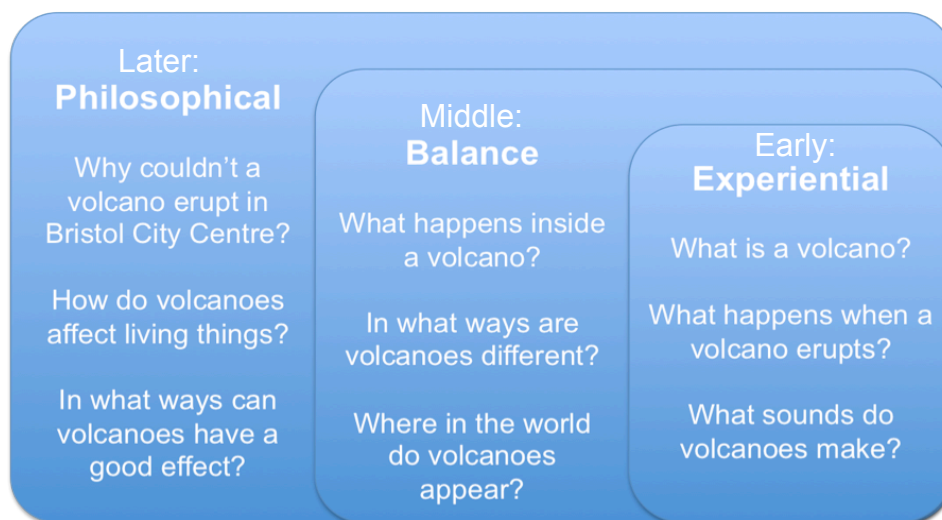 Later:
Philosophical
Why couldn't a
volcano erupt in
Bristol City Centre?
How do volcanoes
affect living things?
In what ways can
volcanoes have a
good effect?
Middle:
Balance
What happens inside
a volcano?
In what ways are
volcanoes different?
Where in the world
do volcanoes
appear?
Early:
Experiential
What is a volcano?
What happens when a
volcano erupts?
What sounds do
volcanoes make?